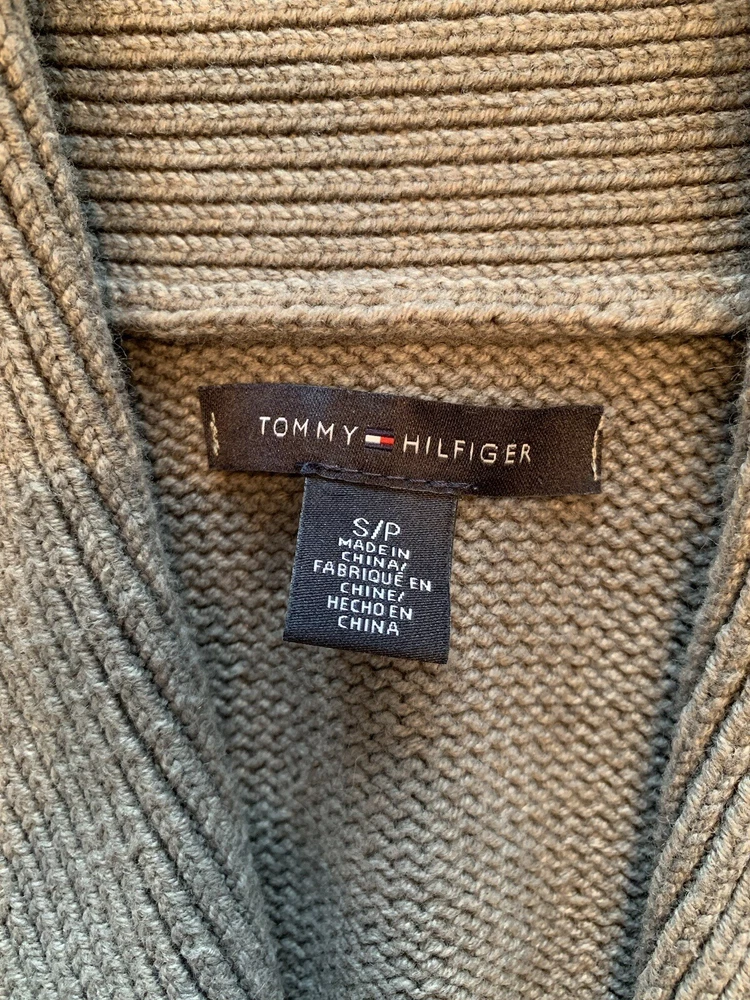 TOMMY HILFIGER
S/P
MADE IN
CHINA/
FABRIQUÉ EN
CHINE/
HECHO EN
CHINA